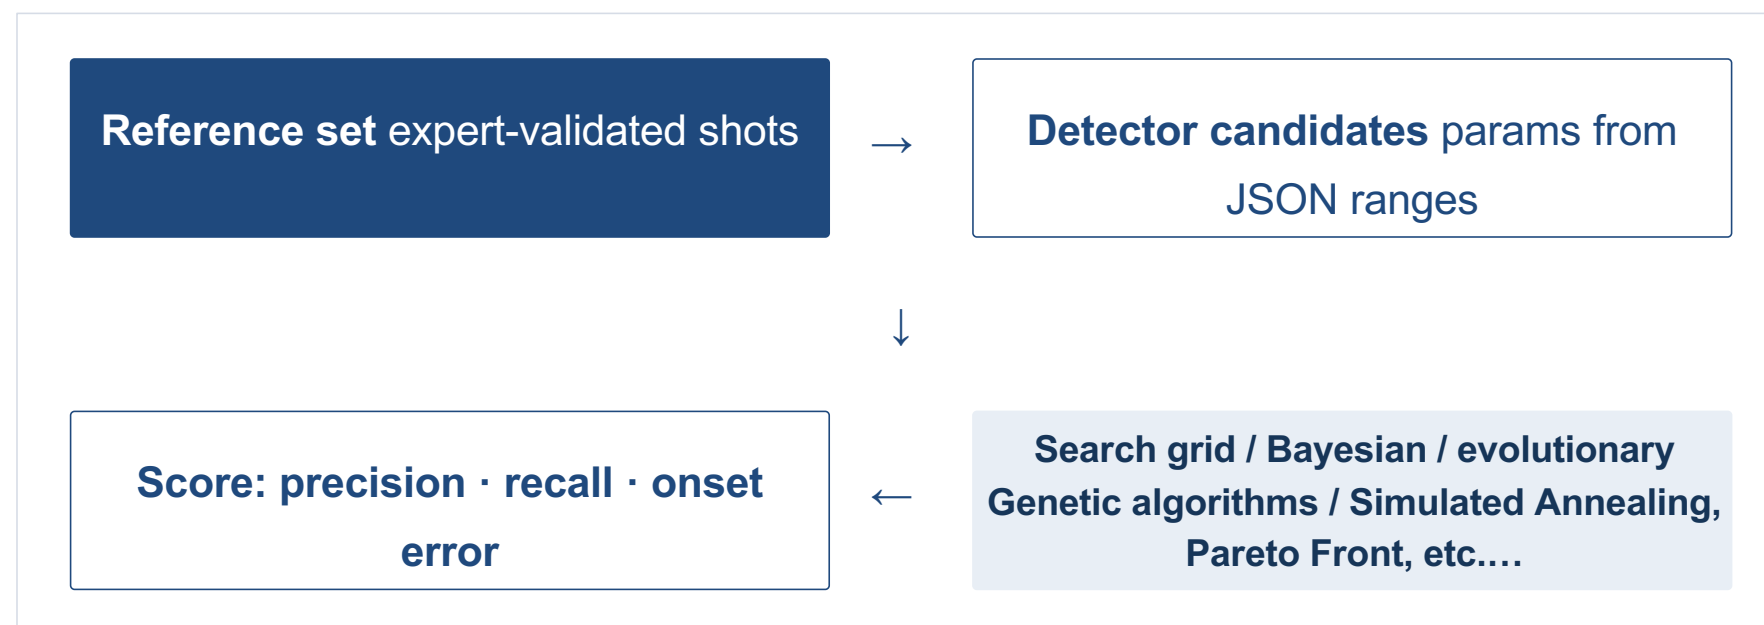 Reference set expert-validated shots
→
Detector candidates params from
JSON ranges
↓
Score: precision · recall · onset
error
←
Search grid / Bayesian / evolutionary
Genetic algorithms / Simulated Annealing,
Pareto Front, etc.…